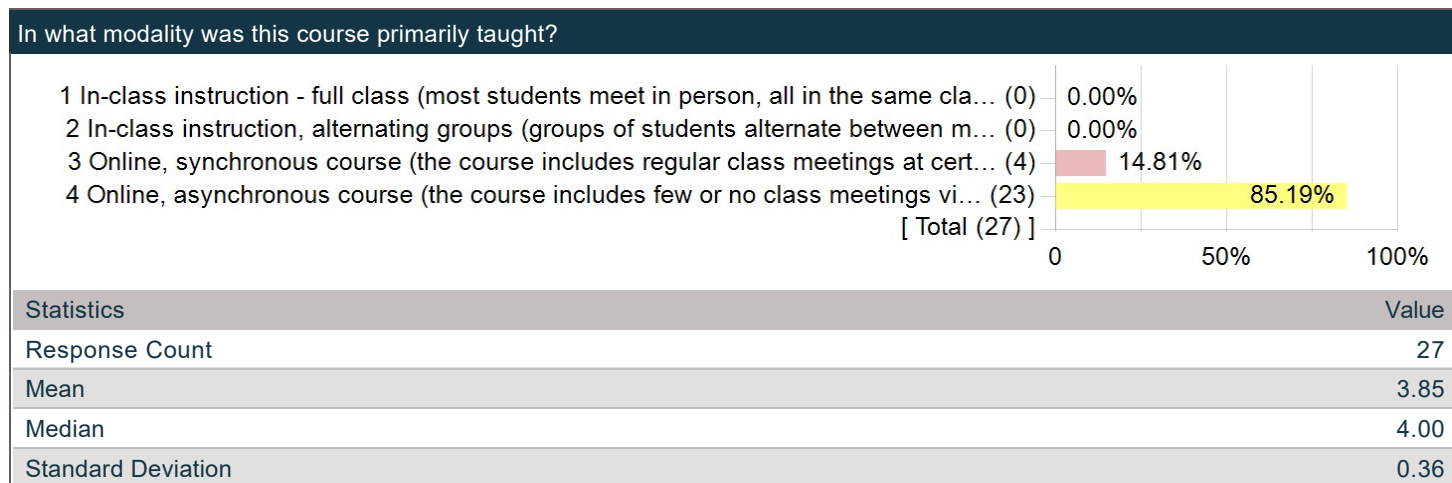 In what modality was this course primarily taught?
1 In-class instruction - full class (most students meet in person, all in the same cla... (0) 0.00%
2 In-class instruction, alternating groups (groups of students alternate between m... (0) 0.00%
3 Online, synchronous course (the course includes regular class meetings at cert... (4) 14.81%
4 Online, asynchronous course (the course includes few or no class meetings vi... (23) 85.19%
[ Total (27) ]
0 50% 100%
Statistics Value
Response Count 27
Mean 3.85
Median 4.00
Standard Deviation 0.36